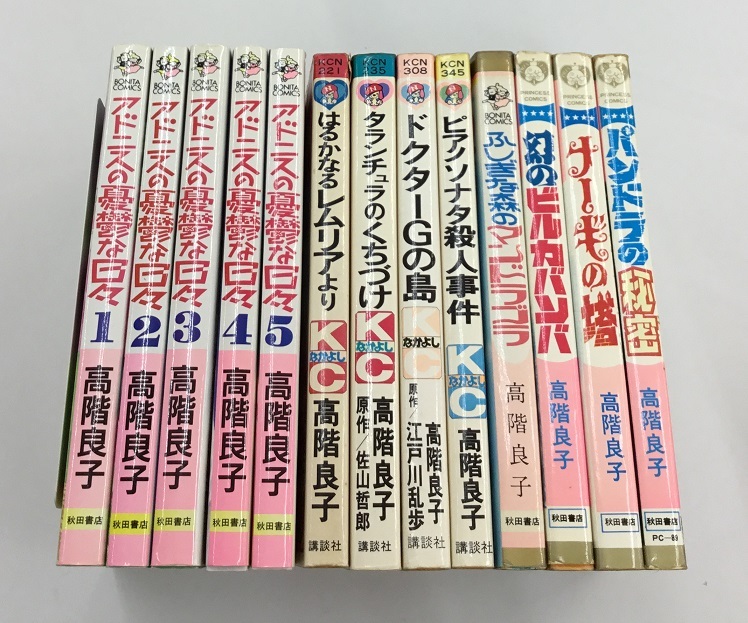 BONITA COMICS
アドニスの憂鬱な日々
1
高階良子
秋田書店
BONITA COMICS
アドニスの憂鬱な日々
2
高階良子
秋田書店
BONITA COMICS
アドニスの憂鬱な日々
3
高階良子
秋田書店
BONITA COMICS
アドニスの憂鬱な日々
4
高階良子
秋田書店
BONITA COMICS
アドニスの憂鬱な日々
5
高階良子
秋田書店
KCN
221
はるかなるレムリアより
KC
なかよし
高階良子
講談社
KCN
235
タランチュラのくちづけ
KC
なかよし
高階良子
原作/佐山哲郎
講談社
KCN
308
ドクターGの島
KC
なかよし
高階良子
原作/江戸川乱歩
講談社
KCN
345
ピアノソナタ殺人事件
KC
なかよし
高階良子
講談社
BONITA COMICS
マンドラゴラ
高階良子
秋田書店
PRINCESS COMICS
幻のビルカバンバ
高階良子
秋田書店
PRINCESS COMICS
ナーギの塔
高階良子
秋田書店
PRINCESS COMICS
パンドラの秘密
高階良子
秋田書店
PC-69